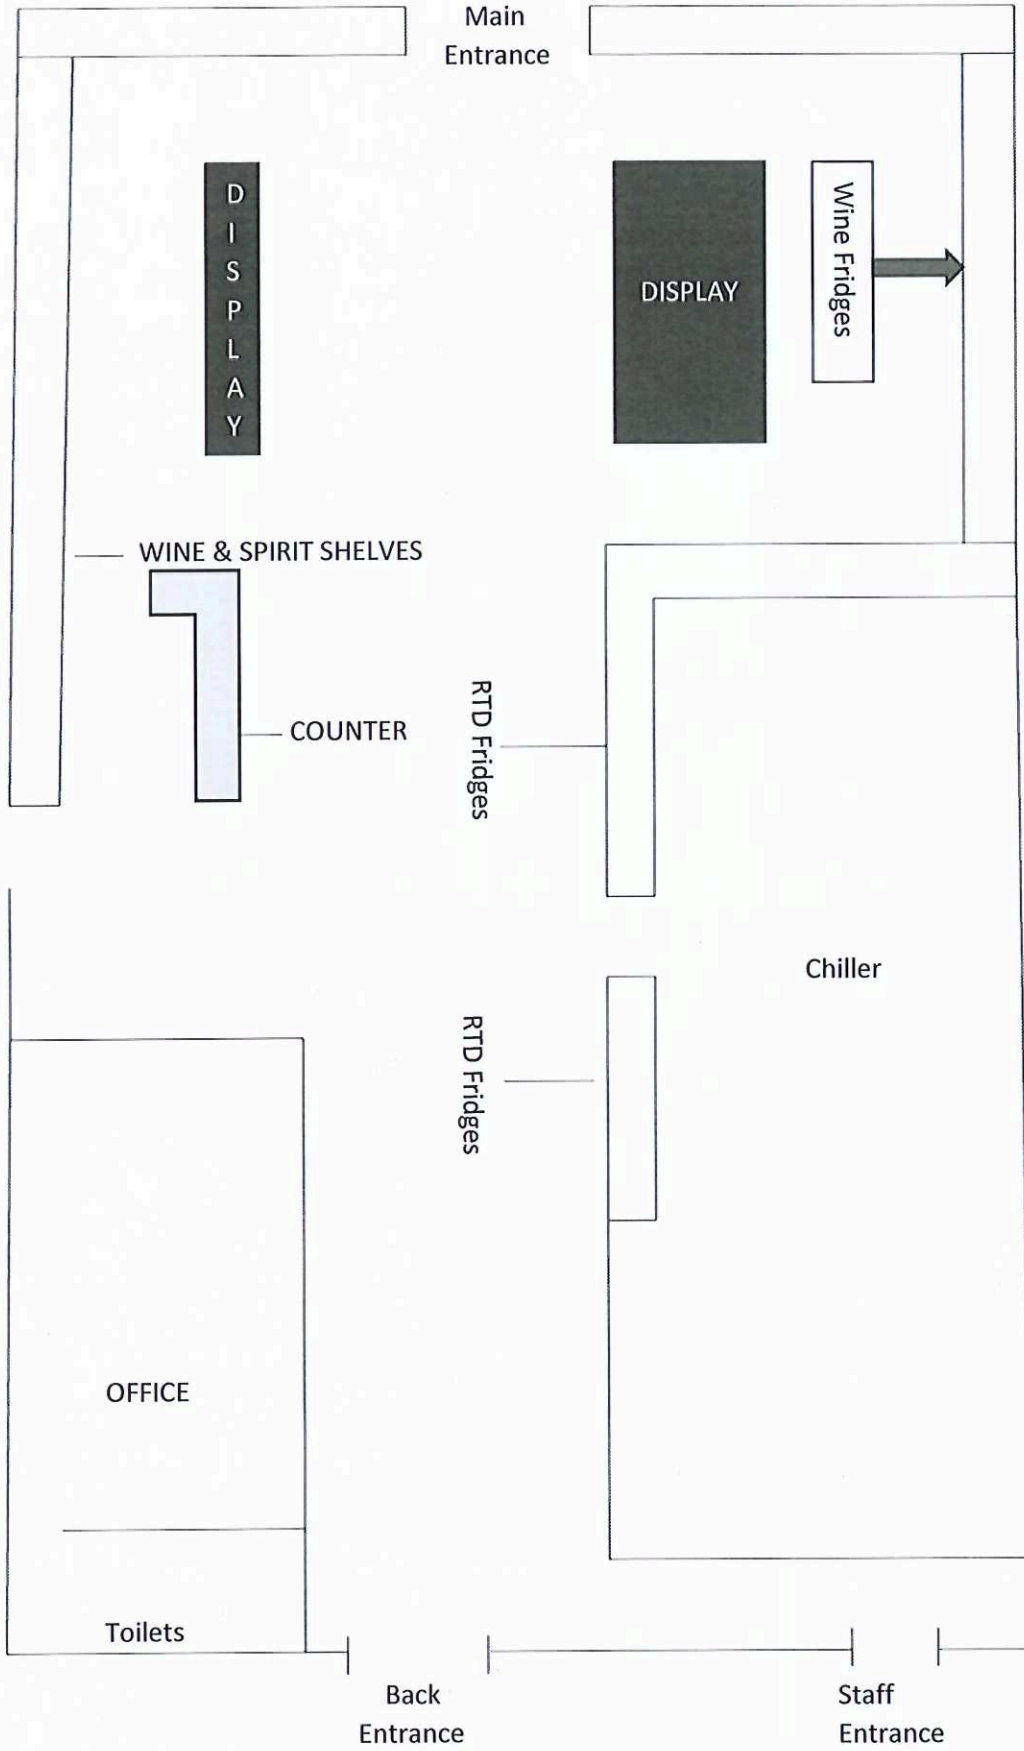 Main
Entrance
DISPLAY
DISPLAY
Wine Fridges
WINE & SPIRIT SHELVES
COUNTER
RTD Fridges
Chiller
RTD Fridges
OFFICE
Toilets
Back
Entrance
Staff
Entrance